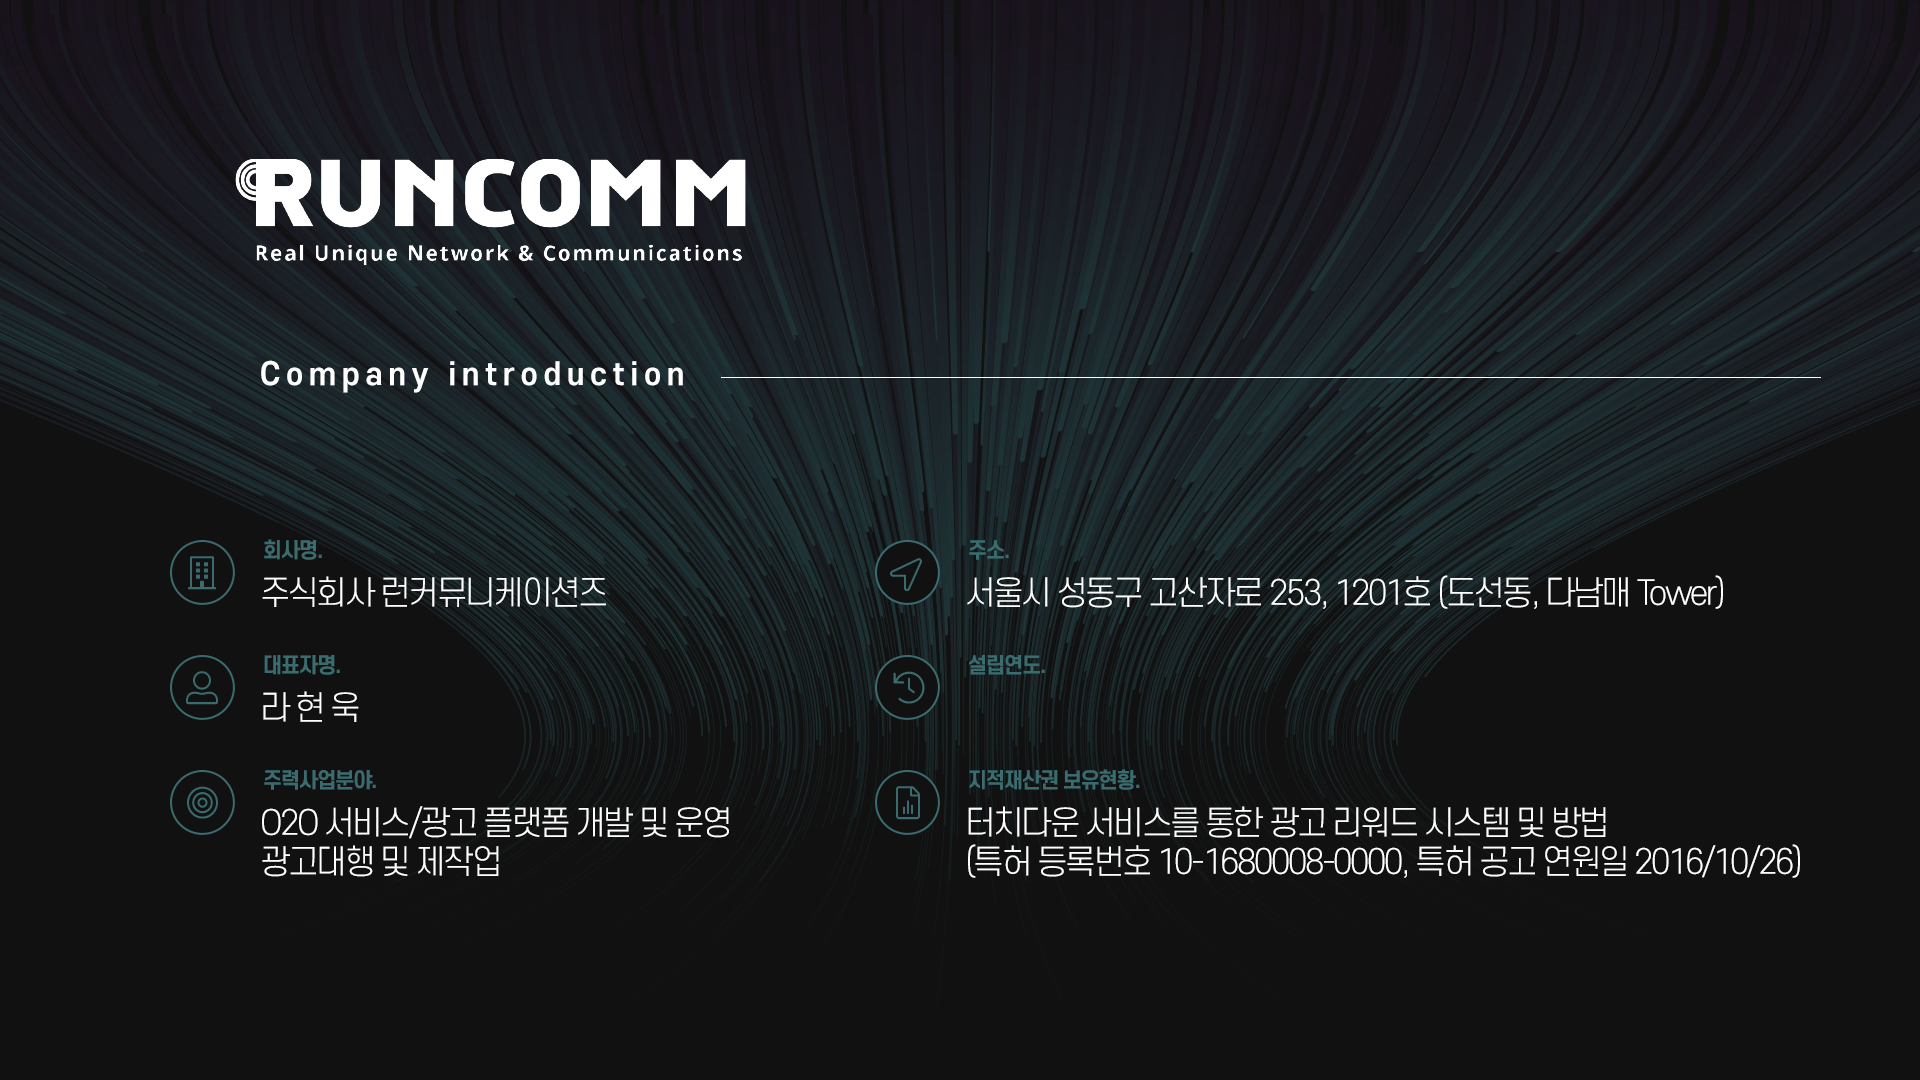 RUNCOMM
Real Unique Network & Communications
Company introduction
회사명.
주식회사 런커뮤니케이션즈
주소.
서울시 성동구 고산자로 253, 1201호 (도선동, 다남매 Tower)
대표자명.
라 현 욱
설립연도.
주력사업분야.
O2O 서비스/광고 플랫폼 개발 및 운영
광고대행 및 제작업
지적재산권 보유현황.
터치다운 서비스를 통한 광고 리워드 시스템 및 방법
(특허 등록번호 10-1680008-0000, 특허 공고 연원일 2016/10/26)